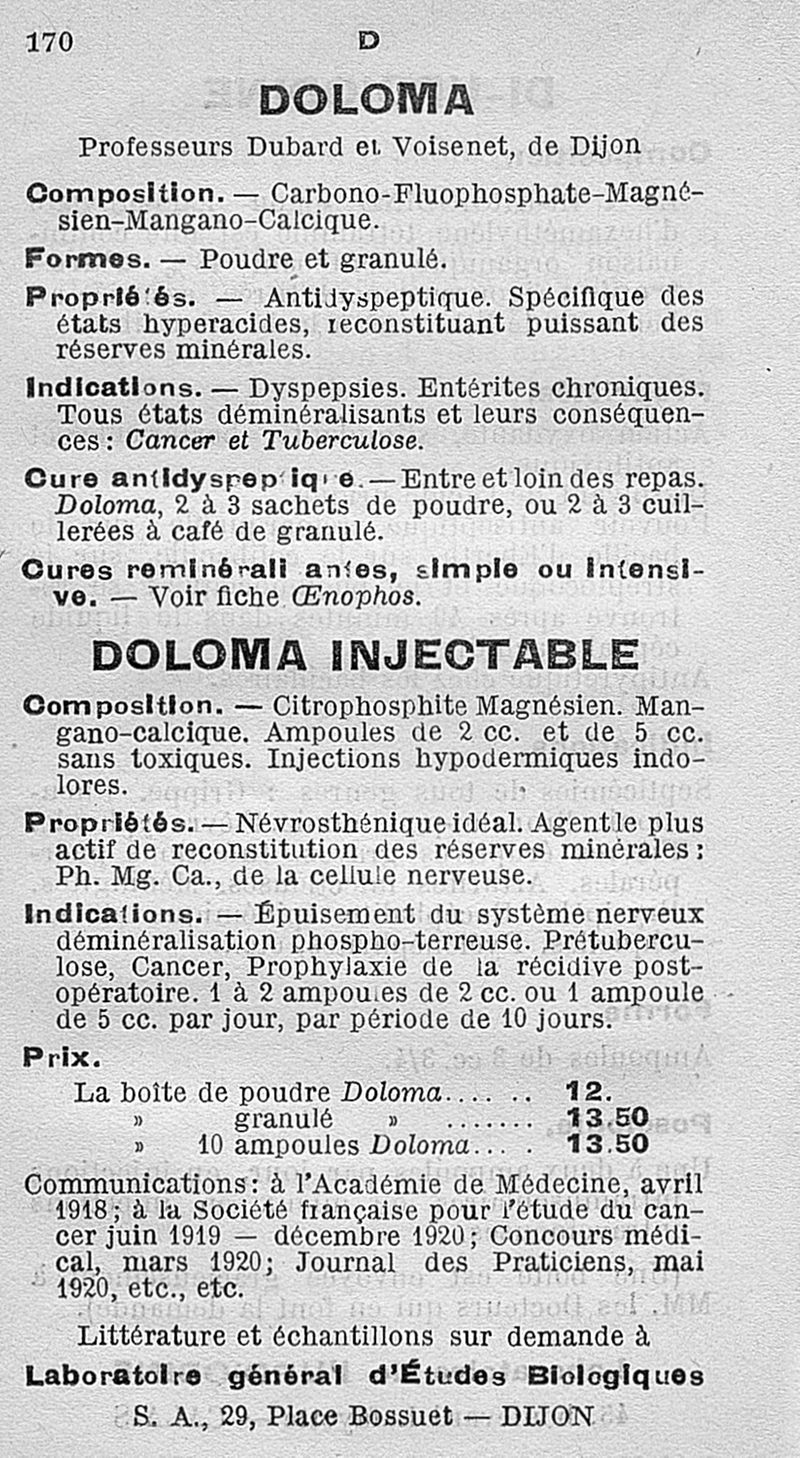 170 D
DOLOMA
Professeurs Dubard et Voisenet, de Dijon
Composition. — Carbono-Fluophosphate-Magné-
sien-Mangano-Calcique.
Formes. — Poudre et granulé.
Propriétés. — Antidyspeptique. Spécifique des
états hyperacides, reconstituant puissant des
réserves minérales.
Indications. — Dyspepsies. Entérites chroniques.
Tous états déminéralisants et leurs conséquen-
ces : Cancer et Tuberculose.
Cure antidyspeptique. — Entre et loin des repas.
Doloma, 2 à 3 sachets de poudre, ou 2 à 3 cuil-
lerées à café de granulé.
Cures reminéralisantes, simple ou intensi-
ve. — Voir fiche Œnophos.
DOLOMA INJECTABLE
Composition. — Citrophosphite Magnésien. Man-
gano-calcique. Ampoules de 2 cc. et de 5 cc.
sans toxiques. Injections hypodermiques indo-
lores.
Propriétés. — Névrosthénique idéal. Agent le plus
actif de reconstitution des réserves minérales :
Ph. Mg. Ca., de la cellule nerveuse.
Indications. — Épuisement du système nerveux
déminéralisation phospho-terreuse. Prétubercu-
lose, Cancer, Prophylaxie de la récidive post-
opératoire. 1 à 2 ampoules de 2 cc. ou 1 ampoule
de 5 cc. par jour, par période de 10 jours.
Prix.
La boîte de poudre Doloma...... 12.
» granulé » ........ 13.50
» 10 ampoules Doloma.... 13.50
Communications : à l'Académie de Médecine, avril
1918 ; à la Société française pour l'étude du can-
cer juin 1919 — décembre 1920 ; Concours médi-
cal, mars 1920 ; Journal des Praticiens, mai
1920, etc., etc.
Littérature et échantillons sur demande à
Laboratoire général d'Études Biologiques
S. A., 29, Place Bossuet — DIJON